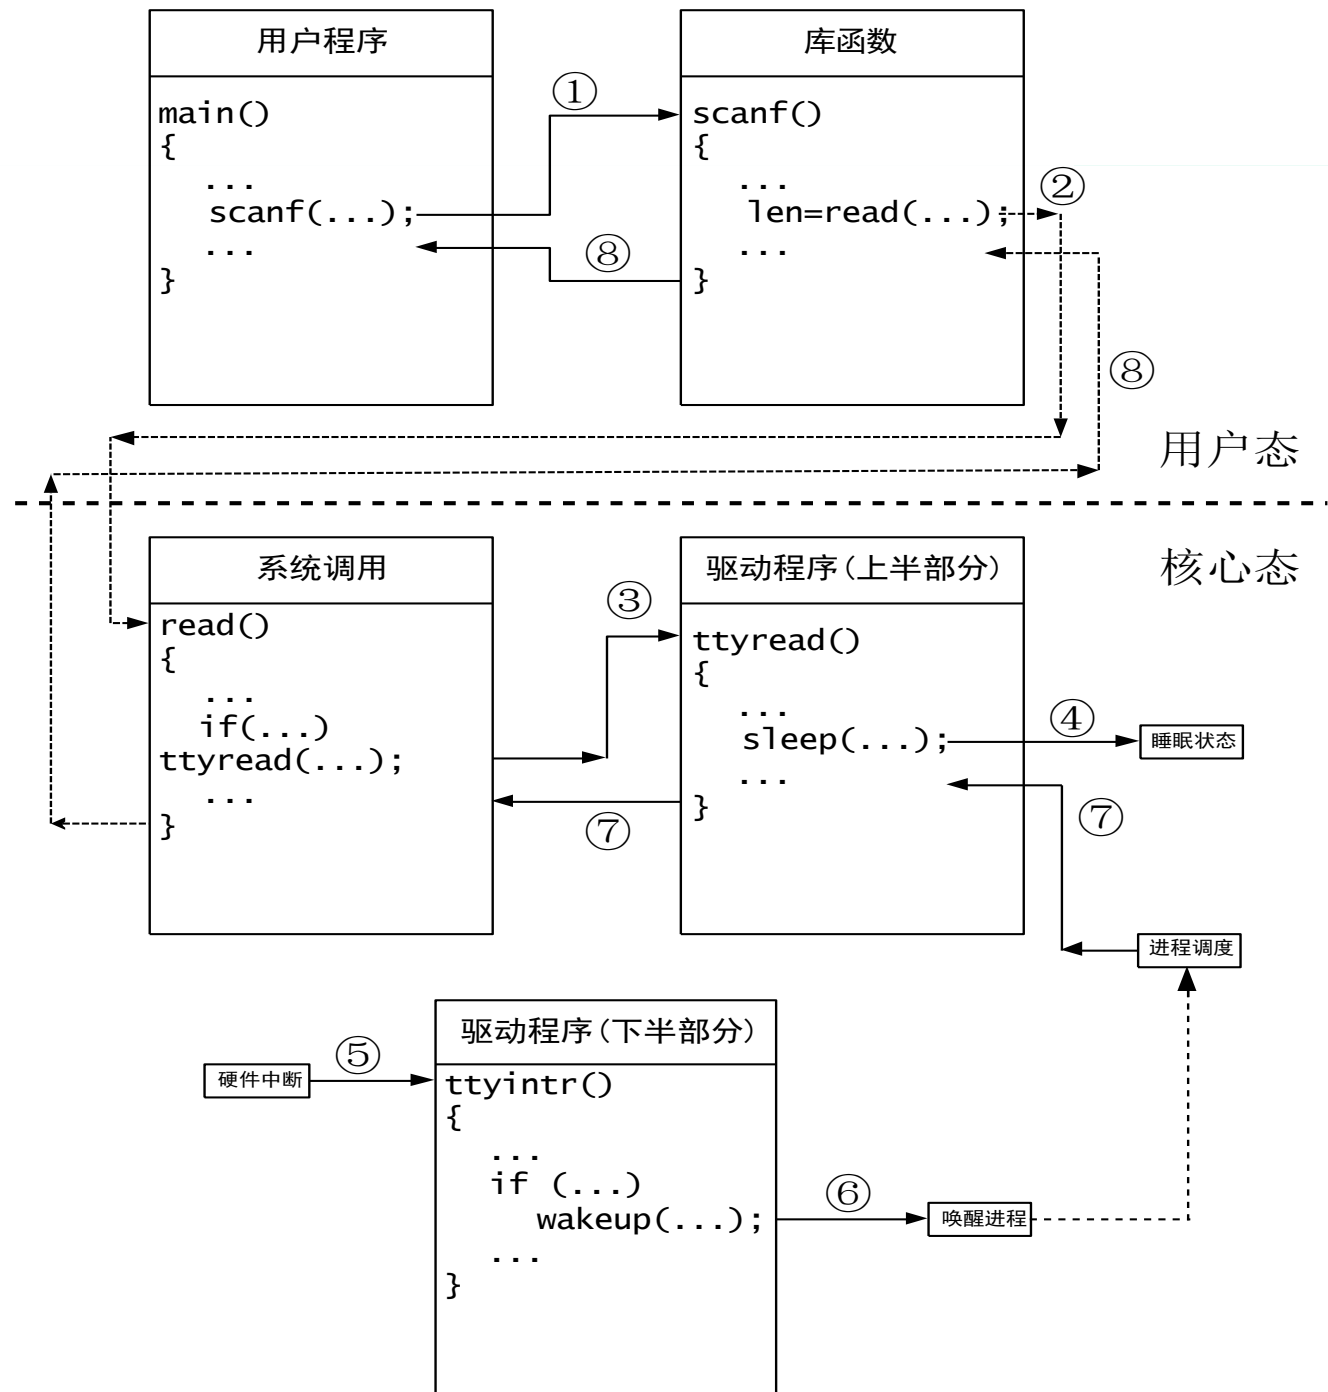 用户程序
main()
{
...
scanf(...);
...
}
①
⑧
库函数
scanf()
{
...
len=read(...);
...
}
②
⑧
用户态
核心态
系统调用
read()
{
...
if(...)
ttyread(...);
...
}
③
⑦
驱动程序(上半部分)
ttyread()
{
...
sleep(...);
...
}
④
睡眠状态
⑦
进程调度
硬件中断
⑤
驱动程序(下半部分)
ttyintr()
{
...
if (...)
wakeup(...);
...
}
⑥
唤醒进程